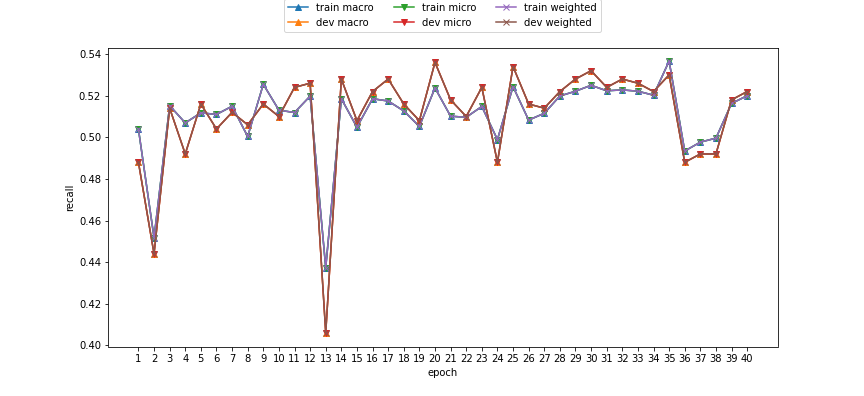 train macro train micro train weighted
dev macro dev micro dev weighted
0.54
0.52
0.50
0.48
0.46
0.44
0.42
0.40
recall
1 2 3 4 5 6 7 8 9 10 11 12 13 14 15 16 17 18 19 20 21 22 23 24 25 26 27 28 29 30 31 32 33 34 35 36 37 38 39 40
epoch